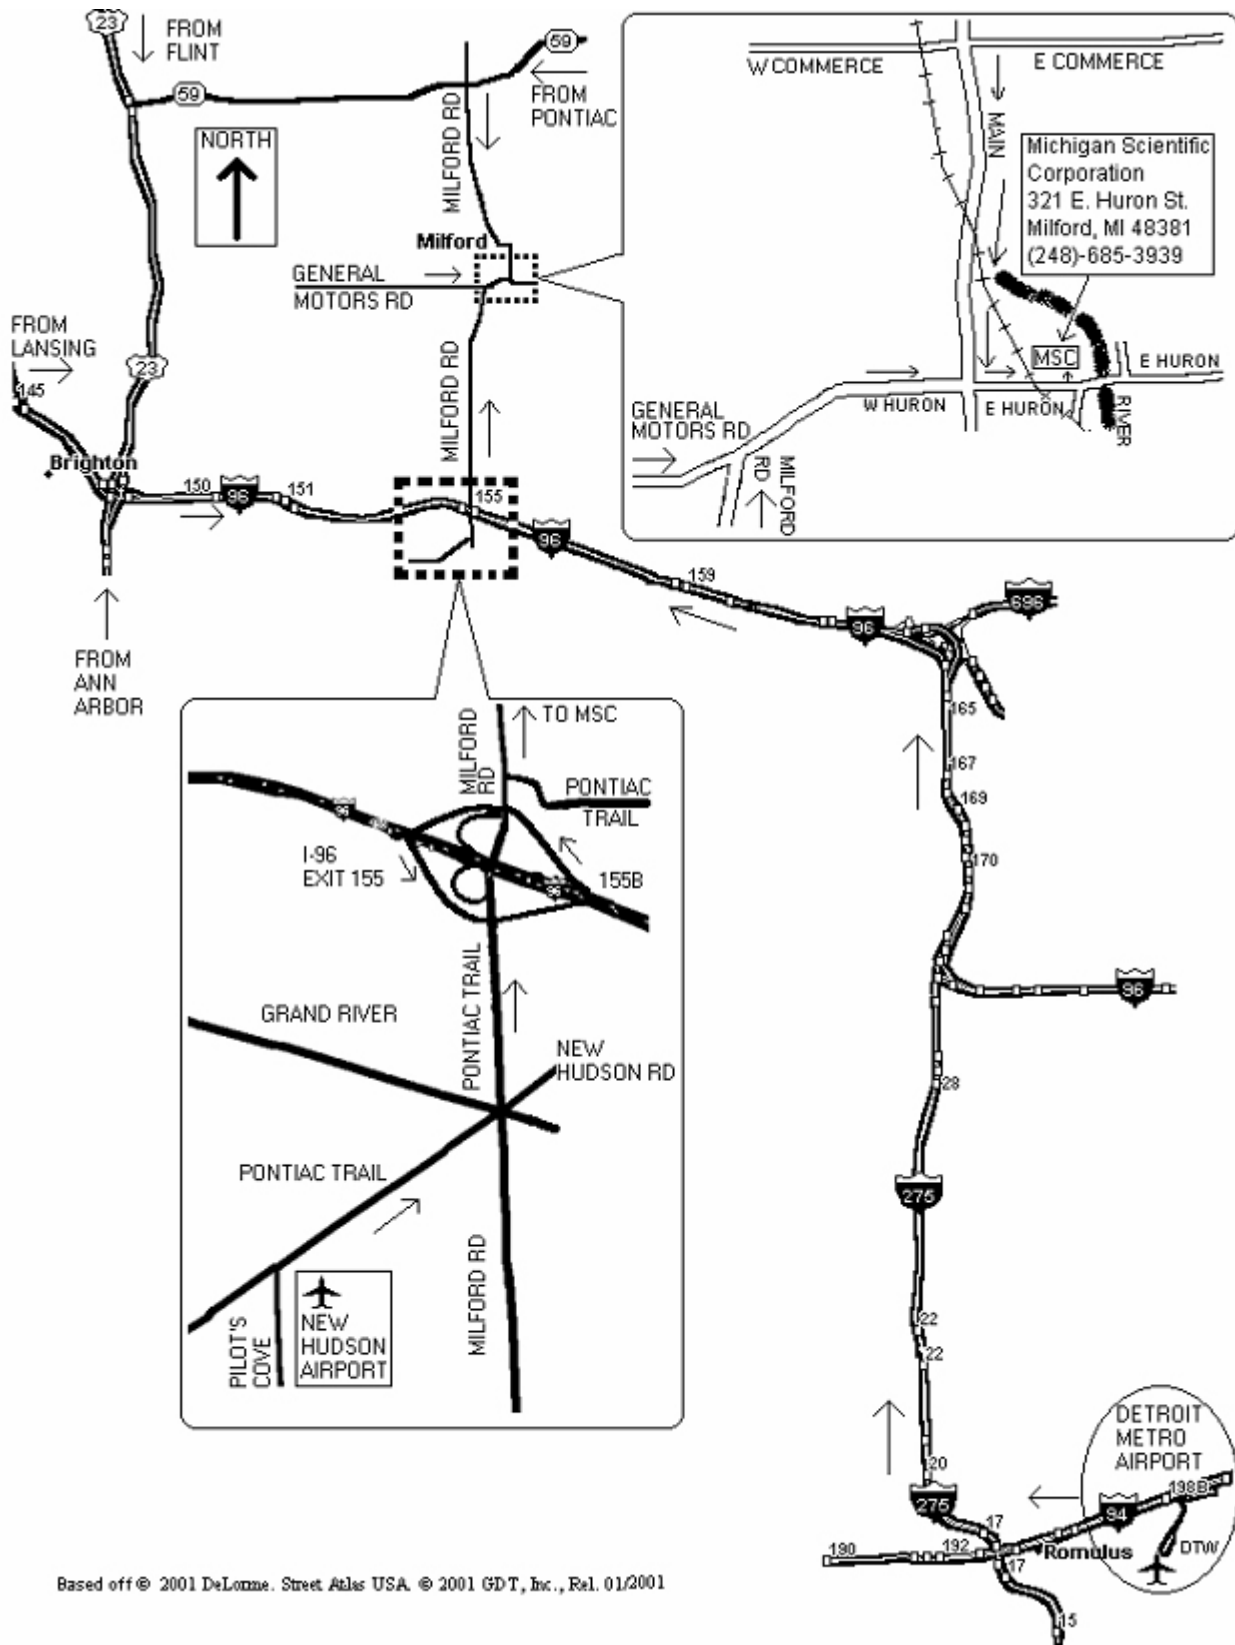 23
FROM
FLINT
59
59
FROM
PONTIAC
NORTH
MILFORD RD
Milford
GENERAL
MOTORS RD
FROM
LANSING
145
23
MILFORD RD
Brighton
150
96
151
155
96
159
96
696
FROM
ANN
ARBOR
W COMMERCE
E COMMERCE
MAIN
Michigan Scientific
Corporation
321 E. Huron St.
Milford, MI 48381
(248)-685-3939
MSC
E HURON
W HURON
E HURON
RIVER
GENERAL
MOTORS RD
MILFORD
RD
TO MSC
MILFORD
RD
PONTIAC
TRAIL
96
I-96
EXIT 155
96
155B
PONTIAC TRAIL
GRAND RIVER
NEW
HUDSON RD
PONTIAC TRAIL
MILFORD RD
PILOT'S
COVE
NEW
HUDSON
AIRPORT
165
167
169
170
96
28
275
22
22
20
275
17
DETROIT
METRO
AIRPORT
198B
94
190
192
Romulus
DTW
17
15
Based off © 2001 DeLorme. Street Atlas USA. © 2001 GDT, Inc., Rel. 01/2001